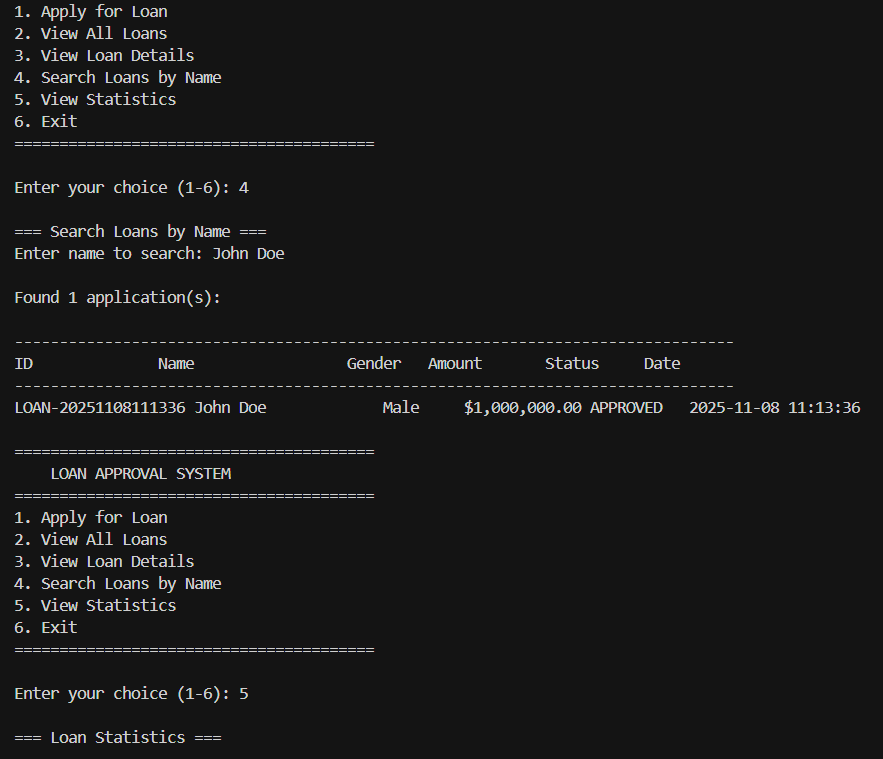 1. Apply for Loan
2. View All Loans
3. View Loan Details
4. Search Loans by Name
5. View Statistics
6. Exit
========================================
Enter your choice (1-6): 4
=== Search Loans by Name ===
Enter name to search: John Doe
Found 1 application(s):
--------------------------------------------------------------------------------
ID              Name                 Gender   Amount       Status     Date
--------------------------------------------------------------------------------
LOAN-20251108111336 John Doe             Male     $1,000,000.00 APPROVED   2025-11-08 11:13:36
========================================
    LOAN APPROVAL SYSTEM
========================================
1. Apply for Loan
2. View All Loans
3. View Loan Details
4. Search Loans by Name
5. View Statistics
6. Exit
========================================
Enter your choice (1-6): 5
=== Loan Statistics ===